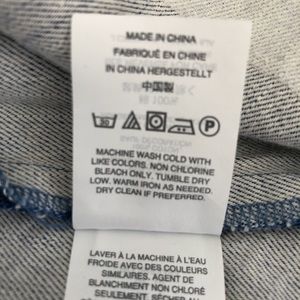 MADE IN CHINA
FABRIQUÉ EN CHINE
IN CHINA HERGESTELLT
中国製
30
P
MACHINE WASH COLD WITH
LIKE COLORS. NON CHLORINE
BLEACH ONLY. TUMBLE DRY
LOW. WARM IRON AS NEEDED.
DRY CLEAN IF PREFERRED.
LAVER À LA MACHINE À L'EAU
FROIDE AVEC DES COULEURS
SIMILAIRES. AGENT DE
BLANCHIMENT NON CHLORÉ